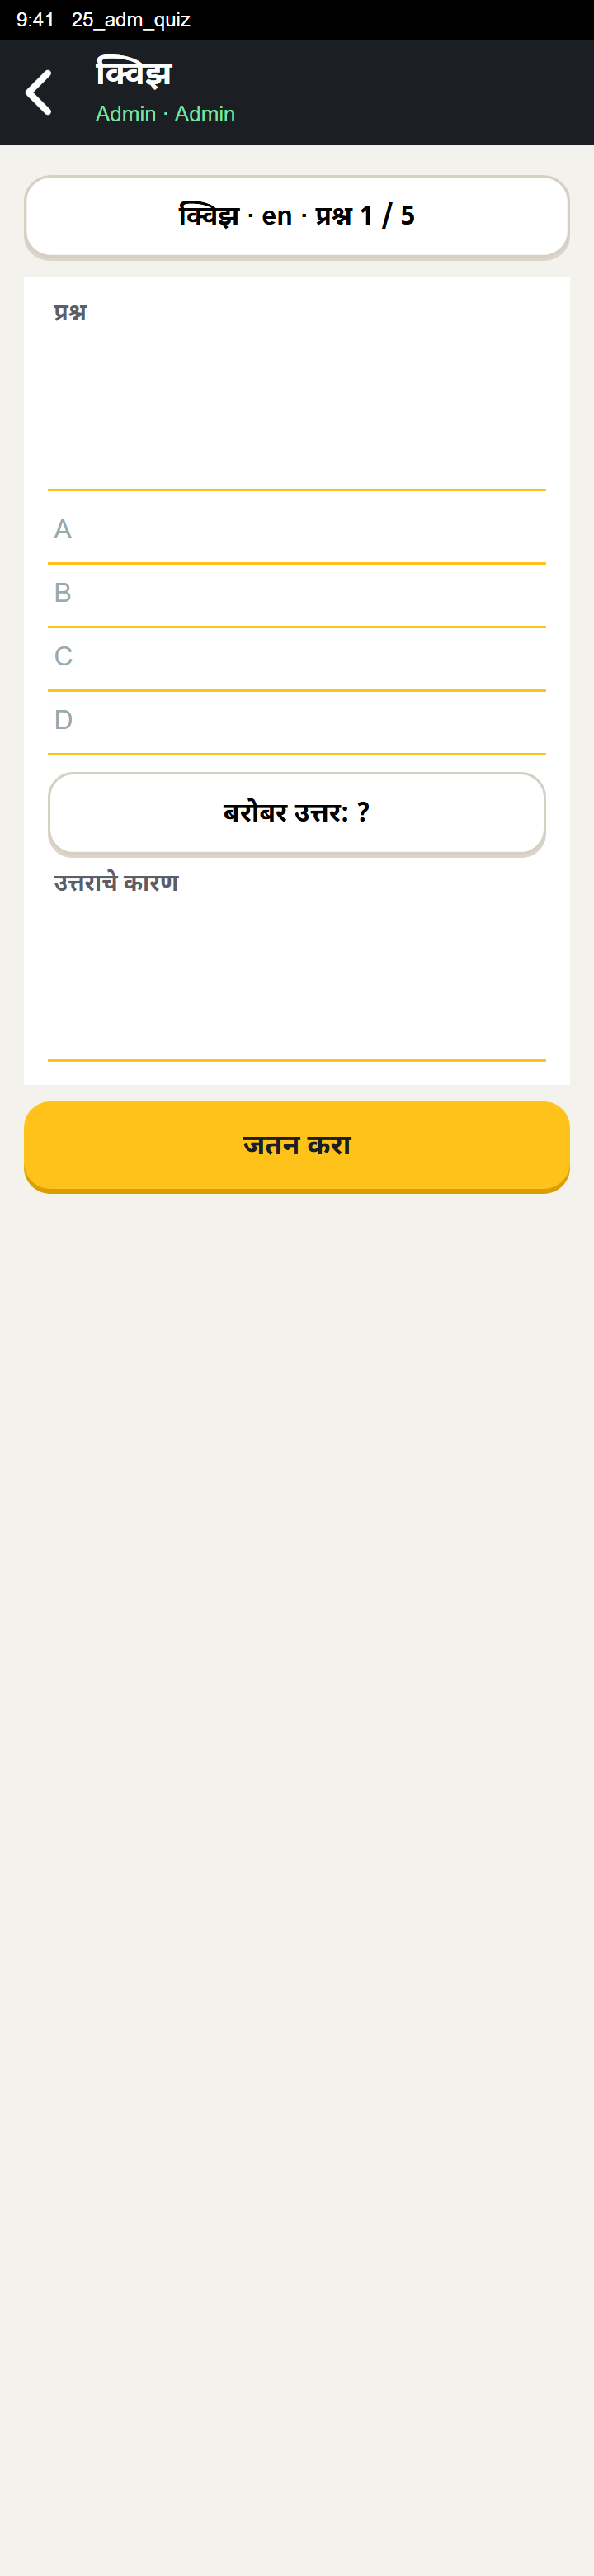 9:41 25_adm_quiz
क्विझ
Admin · Admin
क्विझ · en · प्रश्न 1 / 5
प्रश्न
A
B
C
D
बरोबर उत्तर: ?
उत्तराचे कारण
जतन करा